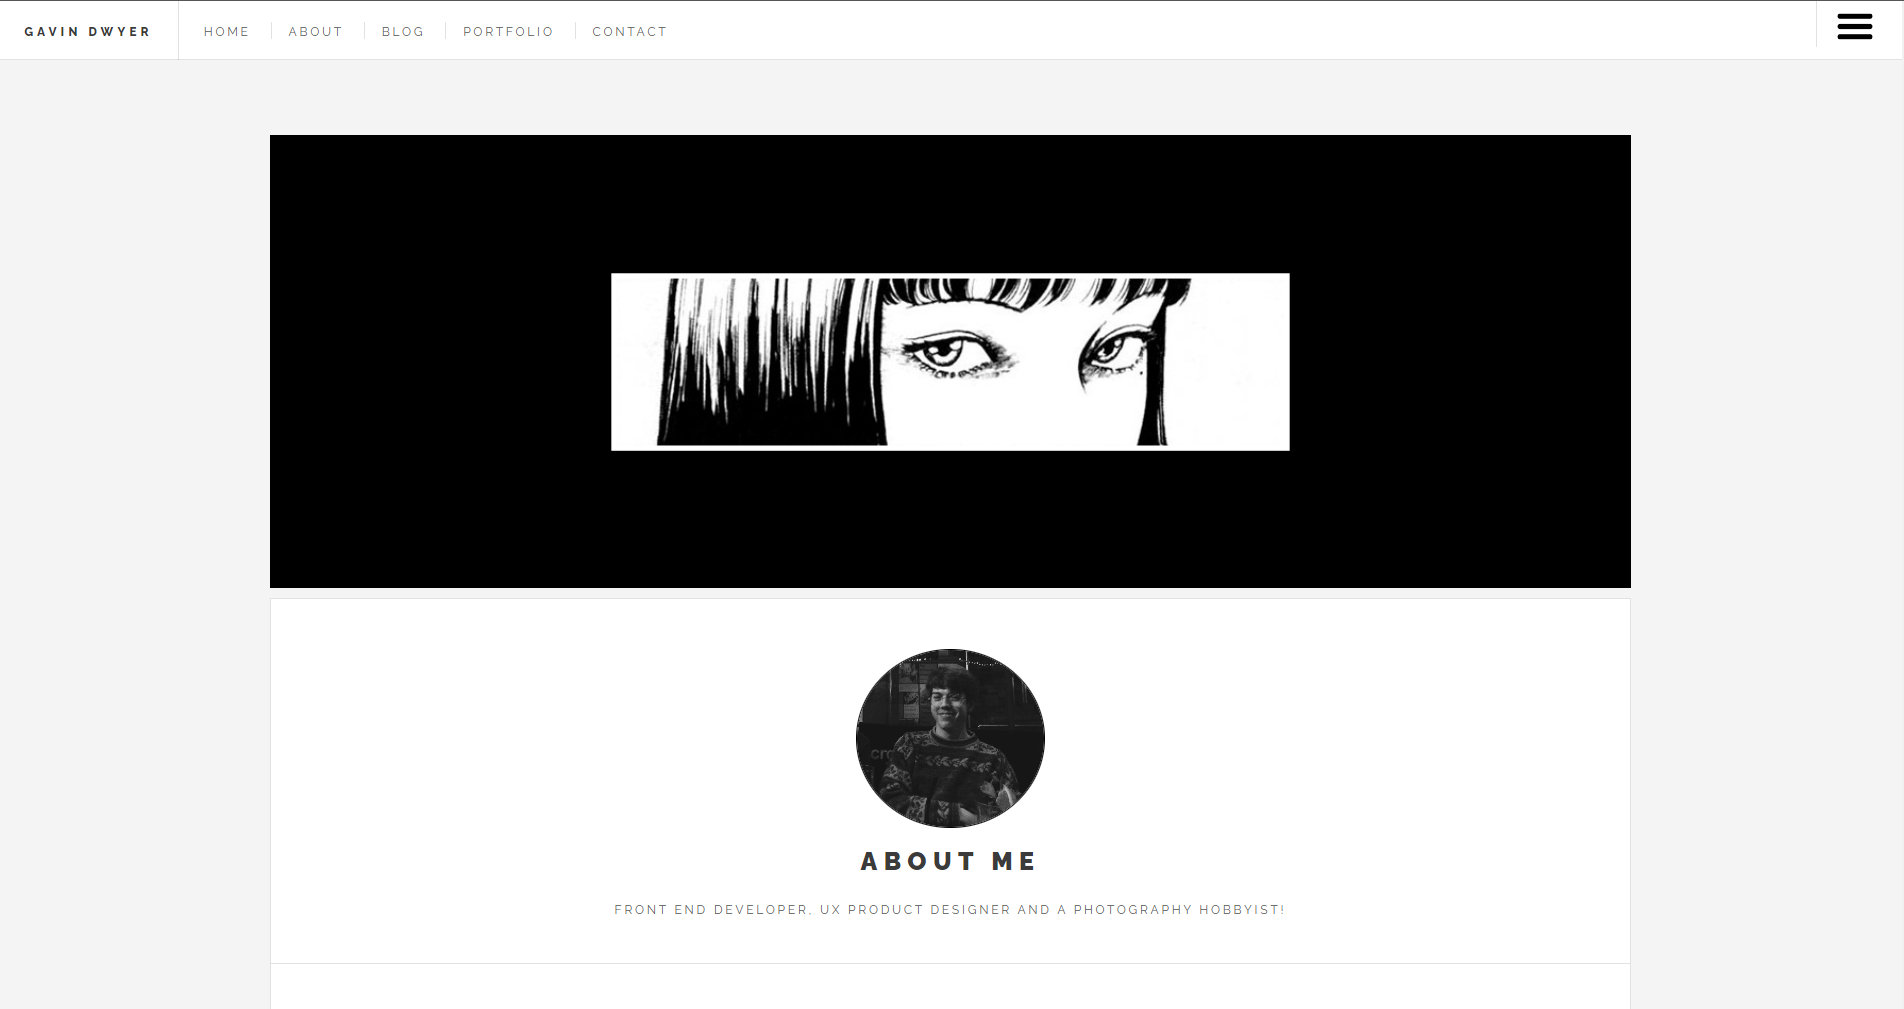 GAVIN DWYER
HOME
ABOUT
BLOG
PORTFOLIO
CONTACT
ABOUT ME
FRONT END DEVELOPER, UX PRODUCT DESIGNER AND A PHOTOGRAPHY HOBBYIST!